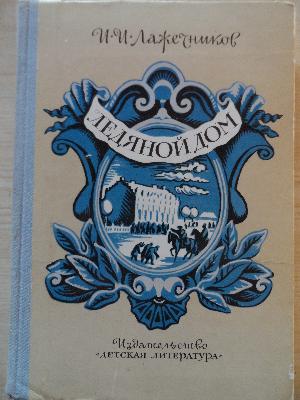 И·И·Лажечников
ЛЕДЯНОЙ ДОМ
Издательство
«ДЕТСКАЯ ЛИТЕРАТУРА»